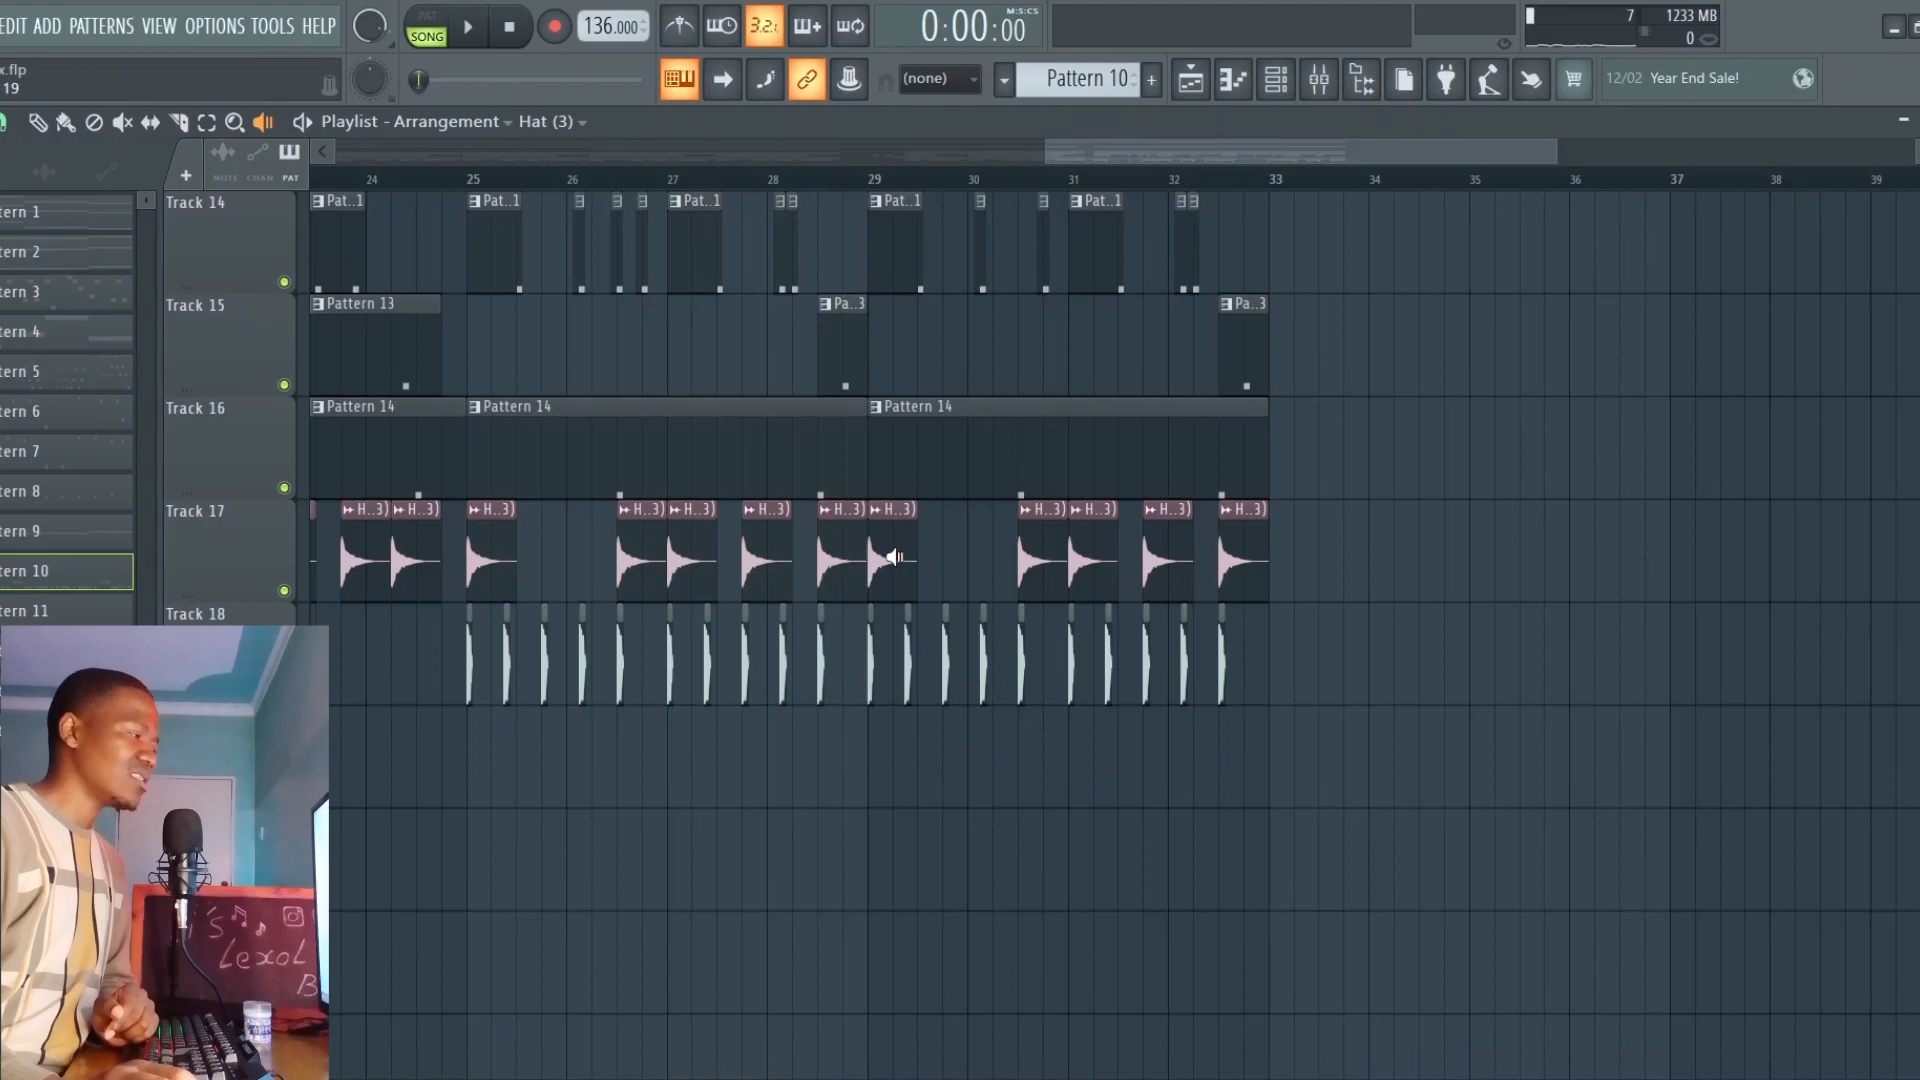 EDIT ADD PATTERNS VIEW OPTIONS TOOLS HELP
PAT
SONG
136.000
3.2.
0:00:00
M:S:CS
7
1233 MB
0
x.flp
19
(none)
Pattern 10
+
12/02 Year End Sale!
Playlist - Arrangement Hat (3)
+
NOTE CHAN PAT
24 25 26 27 28 29 30 31 32 33 34 35 36 37 38 39
tern 1
tern 2
tern 3
tern 4
tern 5
tern 6
tern 7
tern 8
tern 9
tern 10
tern 11
Track 14
Pat..1 Pat..1 Pat..1 Pat..1 Pat..1
Track 15
Pattern 13 Pa..3 Pa..3
Track 16
Pattern 14 Pattern 14 Pattern 14
Track 17
H..3) H..3) H..3) H..3) H..3) H..3) H..3) H..3) H..3) H..3) H..3) H..3)
Track 18
LexoL
B